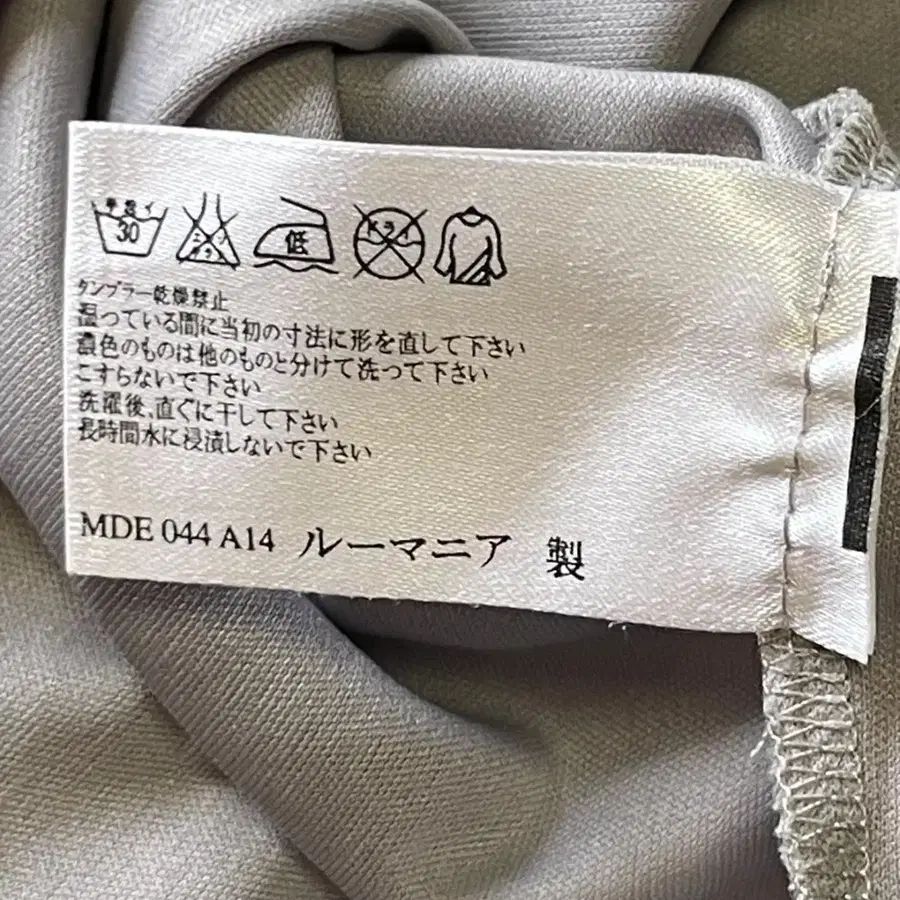 手洗イ 30 エンソサラシ 低 ドライ
タンブラー乾燥禁止
湿っている間に当初の寸法に形を直して下さい
濃色のものは他のものと分けて洗って下さい
こすらないで下さい
洗濯後、直ぐに干して下さい
長時間水に浸漬しないで下さい
MDE 044 A14 ルーマニア 製